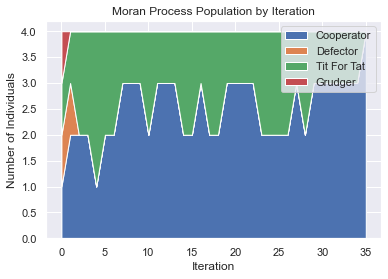 Moran Process Population by Iteration
Number of Individuals
4.0
3.5
3.0
2.5
2.0
1.5
1.0
0.5
0.0
Cooperator
Defector
Tit For Tat
Grudger
0 5 10 15 20 25 30 35
Iteration